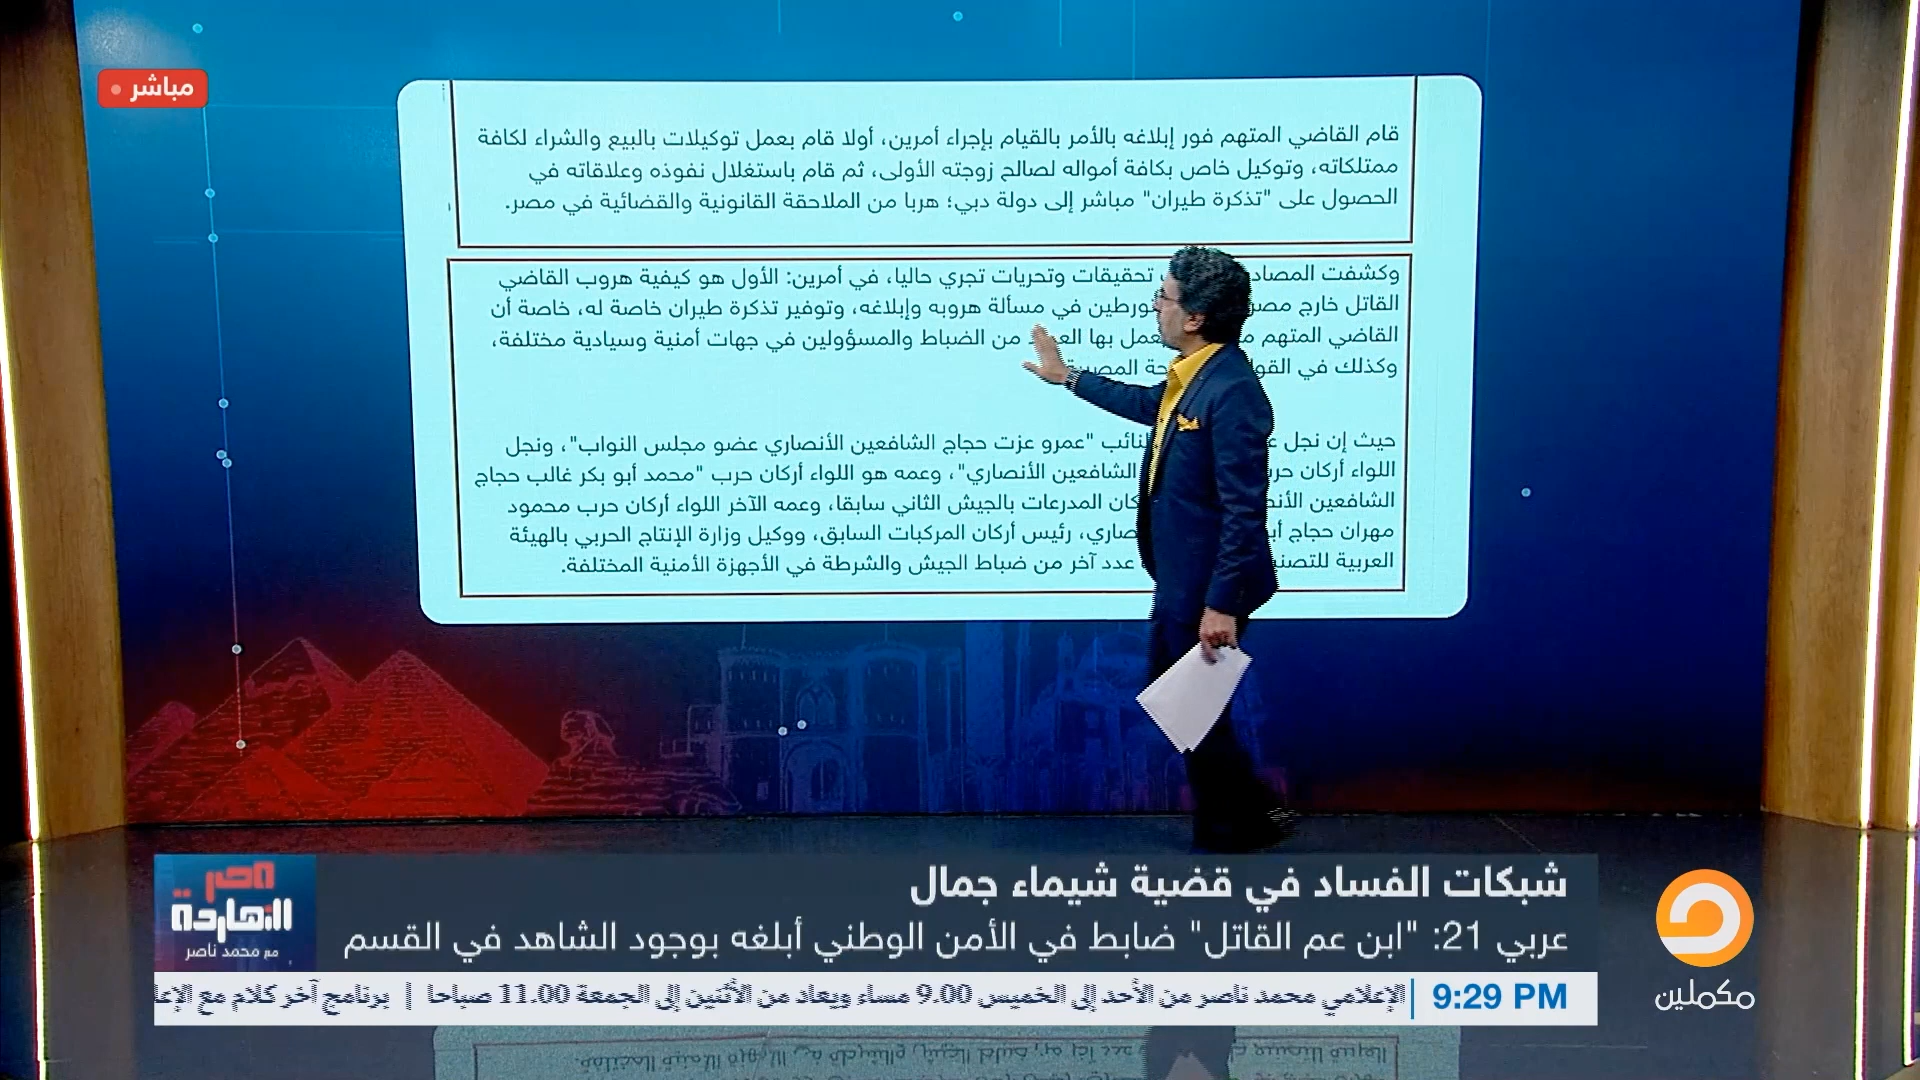 مباشر
قام القاضي المتهم فور إبلاغه بالأمر بالقيام بإجراء أمرين، أولا قام بعمل توكيلات بالبيع والشراء لكافة
ممتلكاته، وتوكيل خاص بكافة أمواله لصالح زوجته الأولى، ثم قام باستغلال نفوذه وعلاقاته في
الحصول على "تذكرة طيران" مباشر إلى دولة دبي؛ هربا من الملاحقة القانونية والقضائية في مصر.
وكشفت تحقيقات وتحريات تجري حاليا، في أمرين: الأول هو كيفية هروب القاضي
القاتل خارج مصر في مسألة هروبه وإبلاغه، وتوفير تذكرة طيران خاصة له، خاصة أن
القاضي المتهم بها من الضباط والمسؤولين في جهات أمنية وسيادية مختلفة،
وكذلك في المصرية
حيث إن نجل "عمرو عزت حجاج الشافعين الأنصاري عضو مجلس النواب"، ونجل
اللواء أركان الشافعين الأنصاري"، وعمه هو اللواء أركان حرب "محمد أبو بكر غالب حجاج
الشافعين المدرعات بالجيش الثاني سابقا، وعمه الآخر اللواء أركان حرب محمود
مهران حجاج رئيس أركان المركبات السابق، ووكيل وزارة الإنتاج الحربي بالهيئة
العربية عدد آخر من ضباط الجيش والشرطة في الأجهزة الأمنية المختلفة.
شبكات الفساد في قضية شيماء جمال
عربي 21: "ابن عم القاتل" ضابط في الأمن الوطني أبلغه بوجود الشاهد في القسم
مصر
النهاردة
مع محمد ناصر
9:29 PM
الإعلامي محمد ناصر من الأحد إلى الخميس 9.00 مساء ويعاد من الأثنين إلى الجمعة 11.00 صباحا | برنامج آخر كلام مع
مكملين